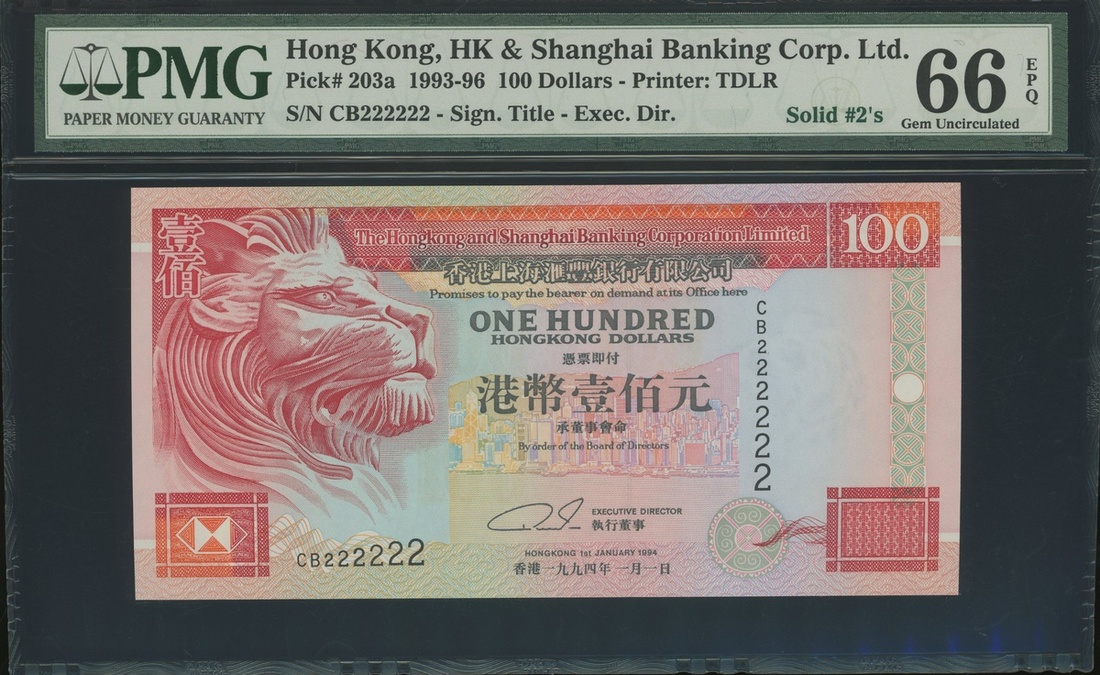 PMG
PAPER MONEY GUARANTY
Hong Kong, HK & Shanghai Banking Corp. Ltd.
Pick# 203a 1993-96 100 Dollars - Printer: TDLR
S/N CB222222 - Sign. Title - Exec. Dir.
Solid #2's
66
EPQ
Gem Uncirculated
壹佰
The Hongkong and Shanghai Banking Corporation Limited
100
香港上海滙豐銀行有限公司
Promises to pay the bearer on demand at its Office here
ONE HUNDRED
HONGKONG DOLLARS
憑票即付
港幣壹佰元
承董事會命
By order of the Board of Directors
CB222222
EXECUTIVE DIRECTOR
執行董事
HONGKONG 1st JANUARY 1994
香港一九九四年一月一日
CB222222